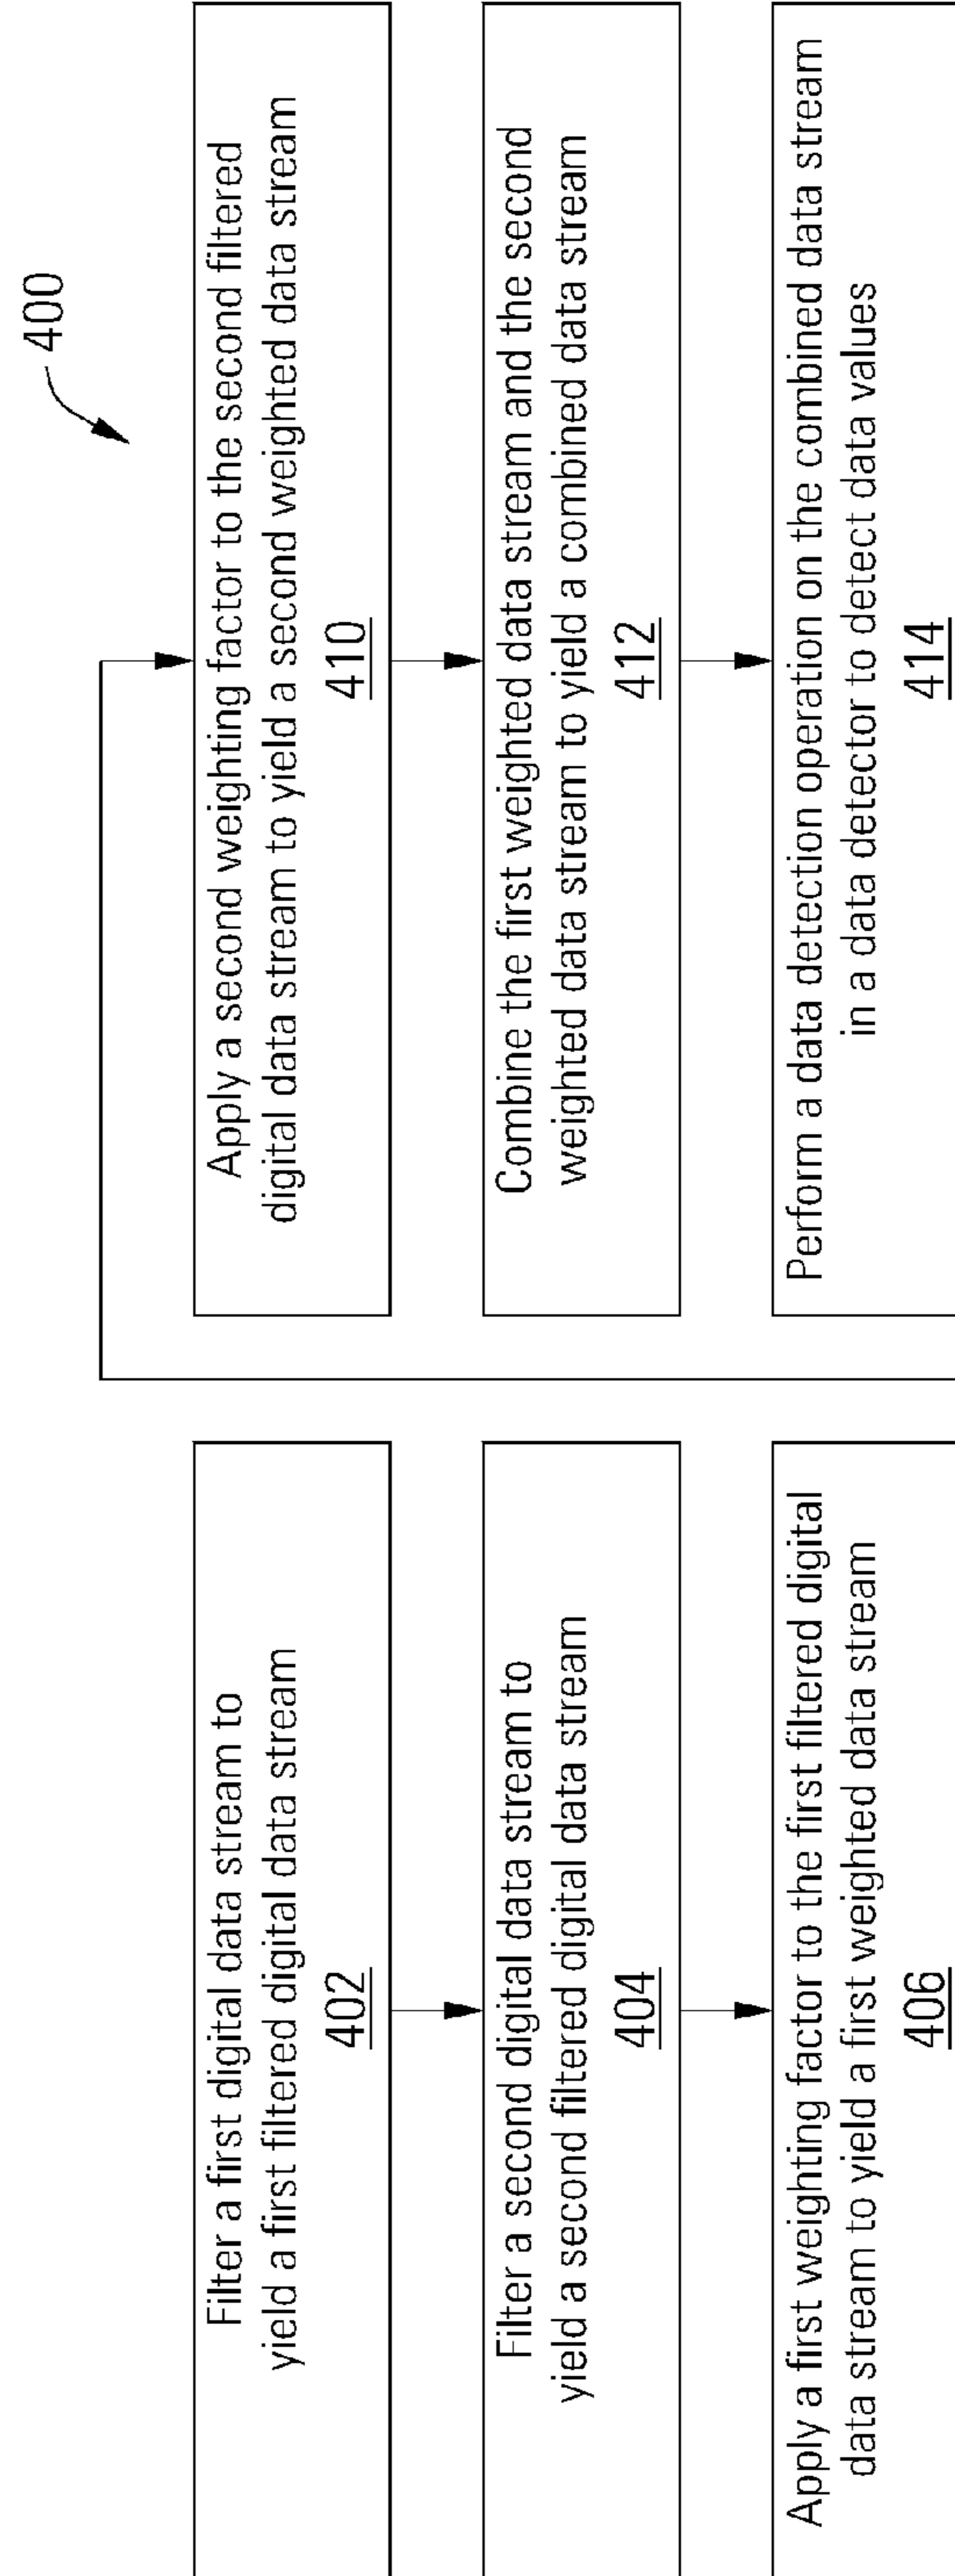 400
Filter a first digital data stream to
yield a first filtered digital data stream
402
Filter a second digital data stream to
yield a second filtered digital data stream
404
Apply a first weighting factor to the first filtered digital
data stream to yield a first weighted data stream
406
Apply a second weighting factor to the second filtered
digital data stream to yield a second weighted data stream
410
Combine the first weighted data stream and the second
weighted data stream to yield a combined data stream
412
Perform a data detection operation on the combined data stream
in a data detector to detect data values
414